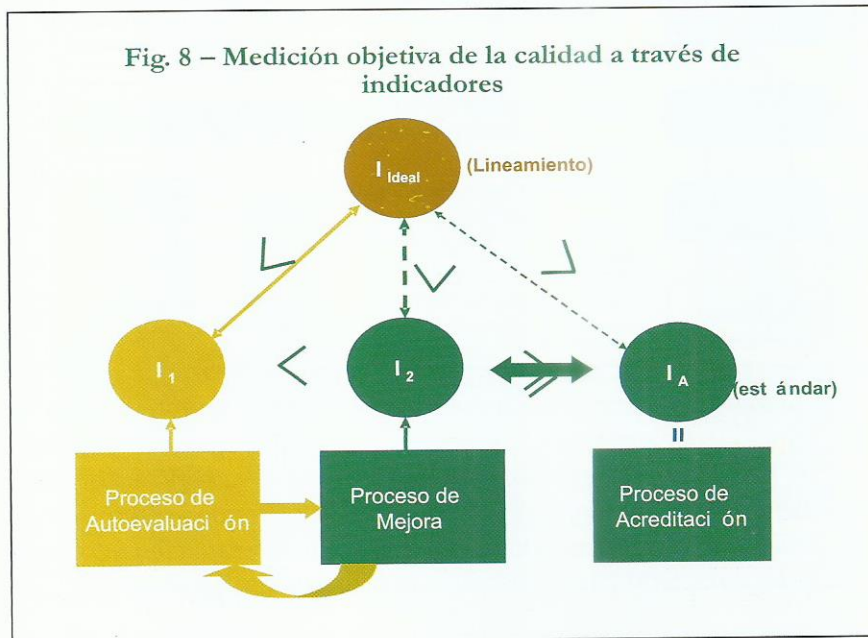 Fig. 8 – Medición objetiva de la calidad a través de
indicadores
I Ideal
(Lineamiento)
I 1
I 2
I A
(est ándar)
Proceso de
Autoevaluaci ón
Proceso de
Mejora
Proceso de
Acreditaci ón